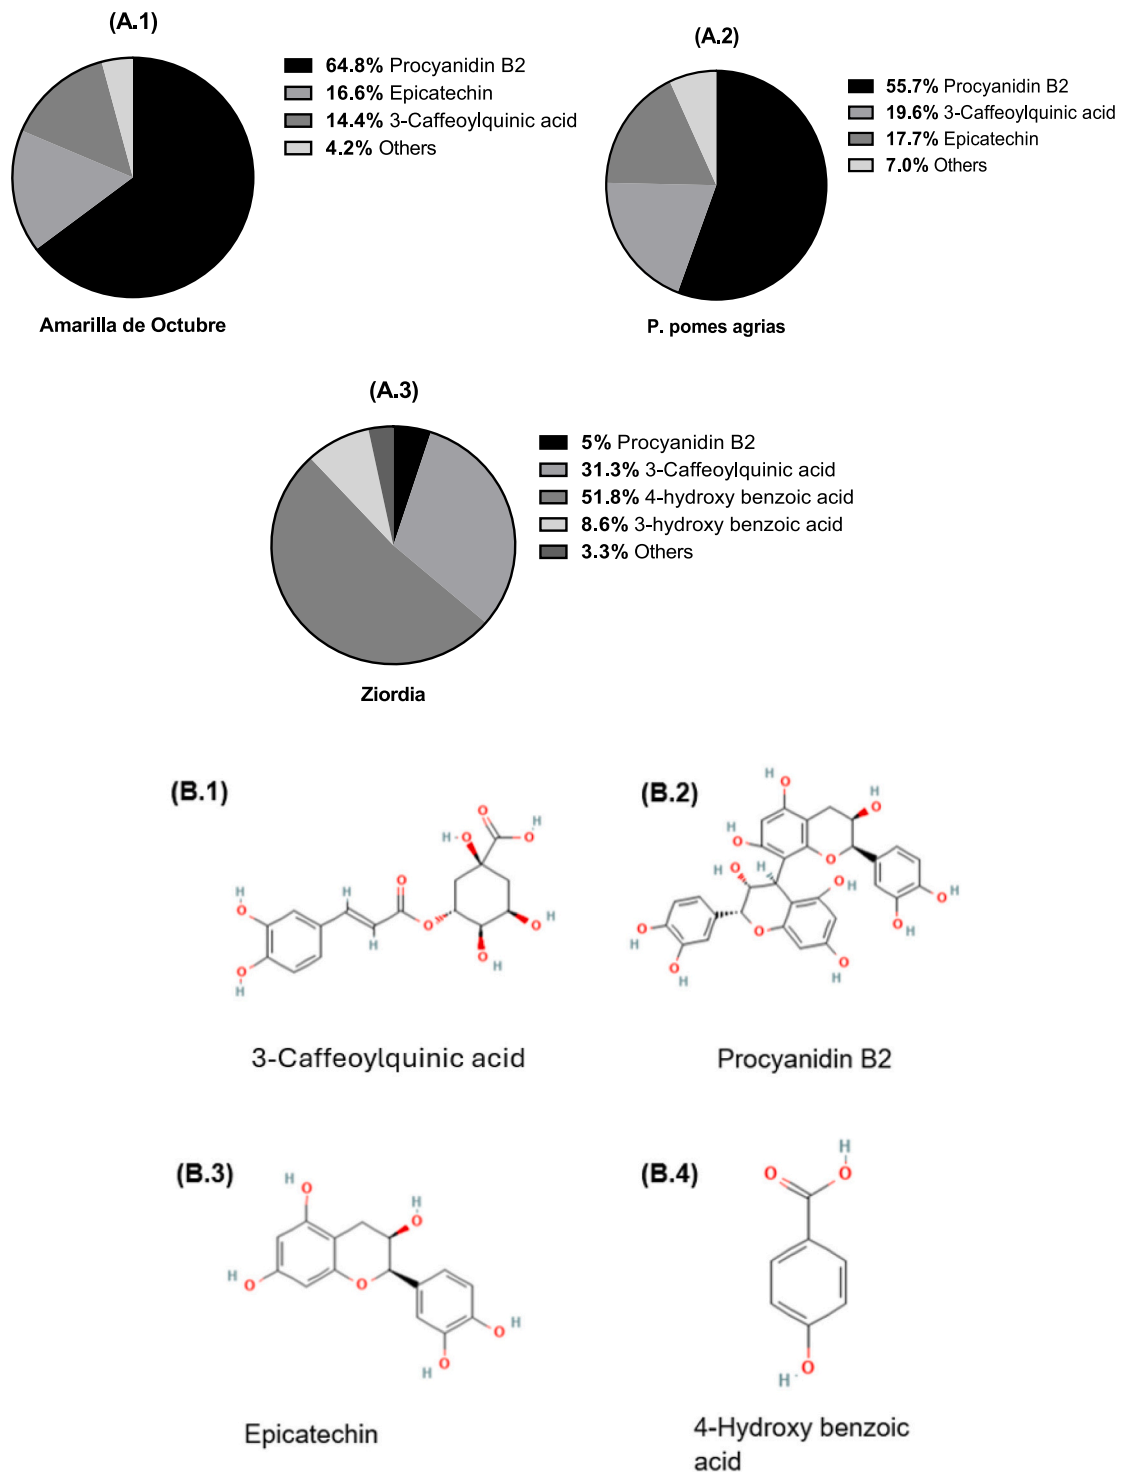 (A.1)
64.8% Procyanidin B2
16.6% Epicatechin
14.4% 3-Caffeoylquinic acid
4.2% Others
Amarilla de Octubre
(A.2)
55.7% Procyanidin B2
19.6% 3-Caffeoylquinic acid
17.7% Epicatechin
7.0% Others
P. pomes agrias
(A.3)
5% Procyanidin B2
31.3% 3-Caffeoylquinic acid
51.8% 4-hydroxy benzoic acid
8.6% 3-hydroxy benzoic acid
3.3% Others
Ziordia
(B.1)
3-Caffeoylquinic acid
(B.2)
Procyanidin B2
(B.3)
Epicatechin
(B.4)
4-Hydroxy benzoic
acid